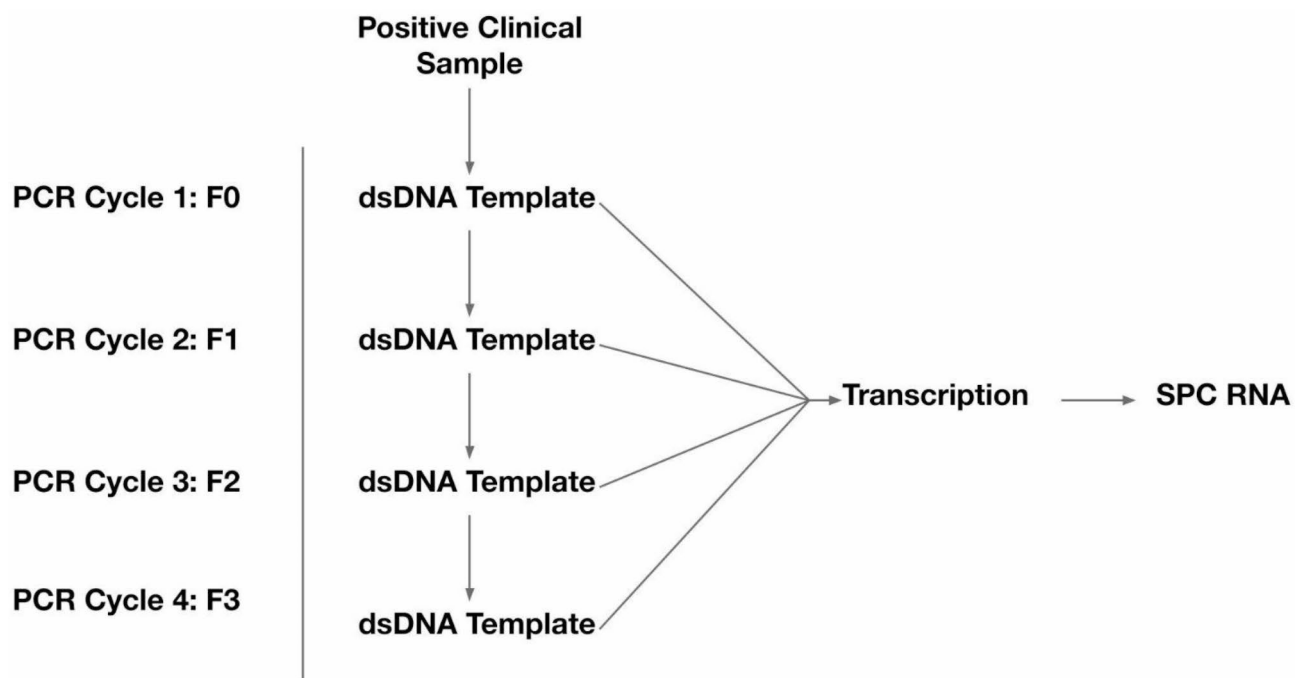 Positive Clinical
Sample
PCR Cycle 1: F0
dsDNA Template
PCR Cycle 2: F1
dsDNA Template
Transcription
SPC RNA
PCR Cycle 3: F2
dsDNA Template
PCR Cycle 4: F3
dsDNA Template